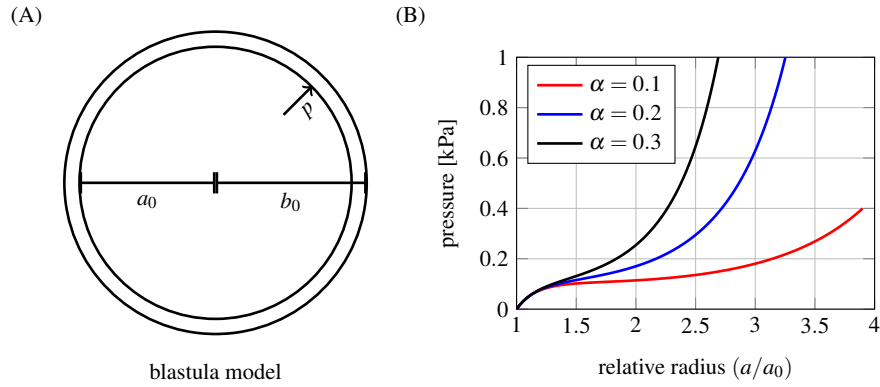 (A)
a₀
b₀
p
blastula model
(B)
pressure [kPa]
1
0.8
0.6
0.4
0.2
0
α = 0.1
α = 0.2
α = 0.3
1 1.5 2 2.5 3 3.5 4
relative radius (a/a₀)